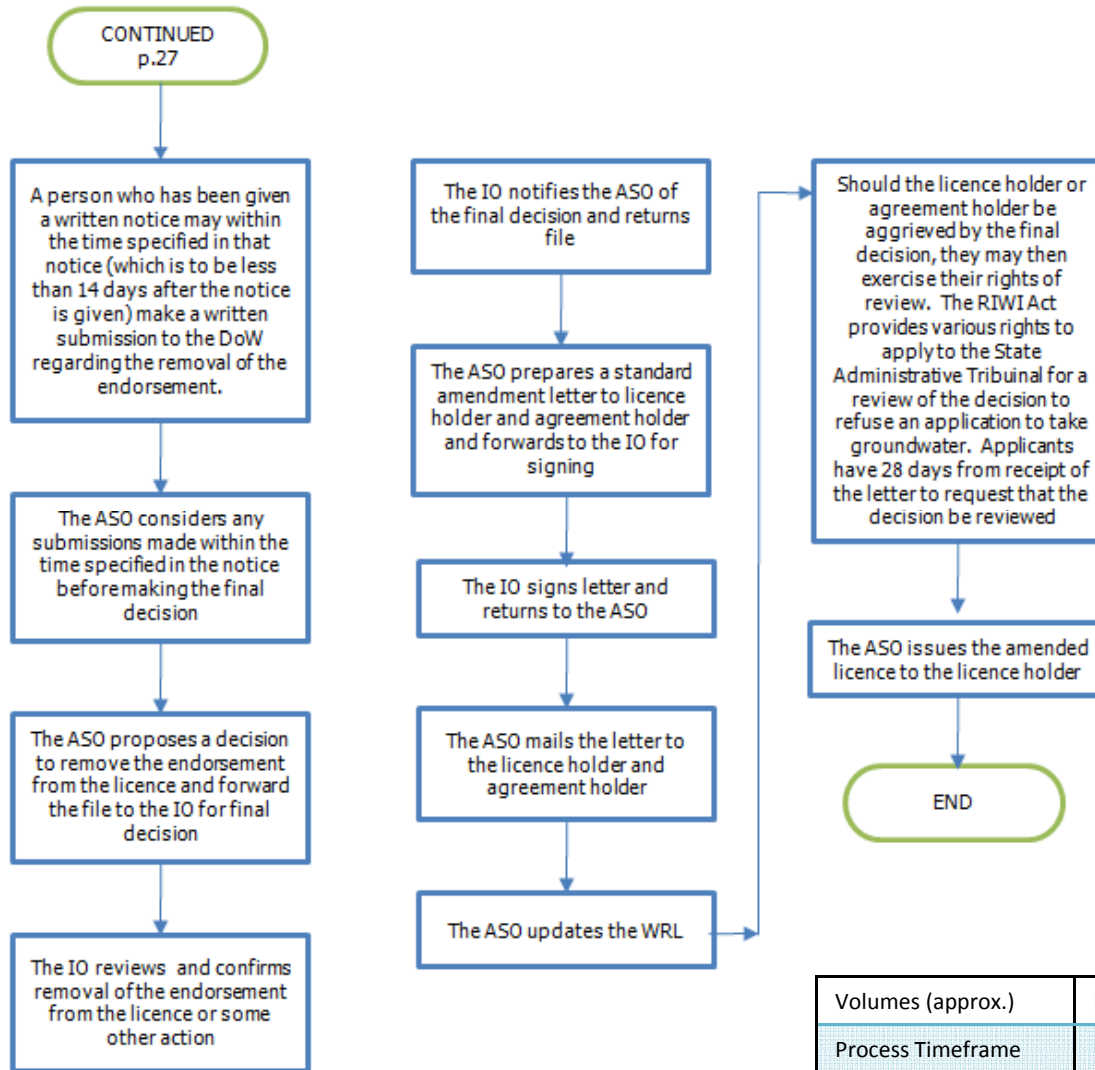 CONTINUED
p.27
A person who has been given
a written notice may within
the time specified in that
notice (which is to be less
than 14 days after the notice
is given) make a written
submission to the DoW
regarding the removal of the
endorsement.
The ASO considers any
submissions made within the
time specified in the notice
before making the final
decision
The ASO proposes a decision
to remove the endorsement
from the licence and forward
the file to the IO for final
decision
The IO reviews and confirms
removal of the endorsement
from the licence or some
other action
The IO notifies the ASO of
the final decision and returns
file
The ASO prepares a standard
amendment letter to licence
holder and agreement holder
and forwards to the IO for
signing
The IO signs letter and
returns to the ASO
The ASO mails the letter to
the licence holder and
agreement holder
The ASO updates the WRL
Should the licence holder or
agreement holder be
aggrieved by the final
decision, they may then
exercise their rights of
review. The RIWI Act
provides various rights to
apply to the State
Administrative Tribuinal for a
review of the decision to
refuse an application to take
groundwater. Applicants
have 28 days from receipt of
the letter to request that the
decision be reviewed
The ASO issues the amended
licence to the licence holder
END
Volumes (approx.)
Process Timeframe